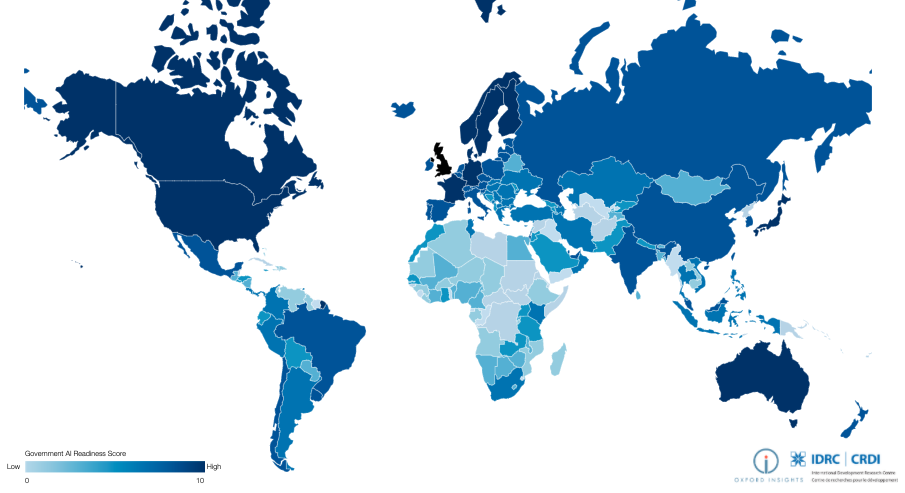 Government AI Readiness Score
Low
High
0
10
OXFORD INSIGHTS
IDRC | CRDI
International Development Research Centre
Centre de recherches pour le développement